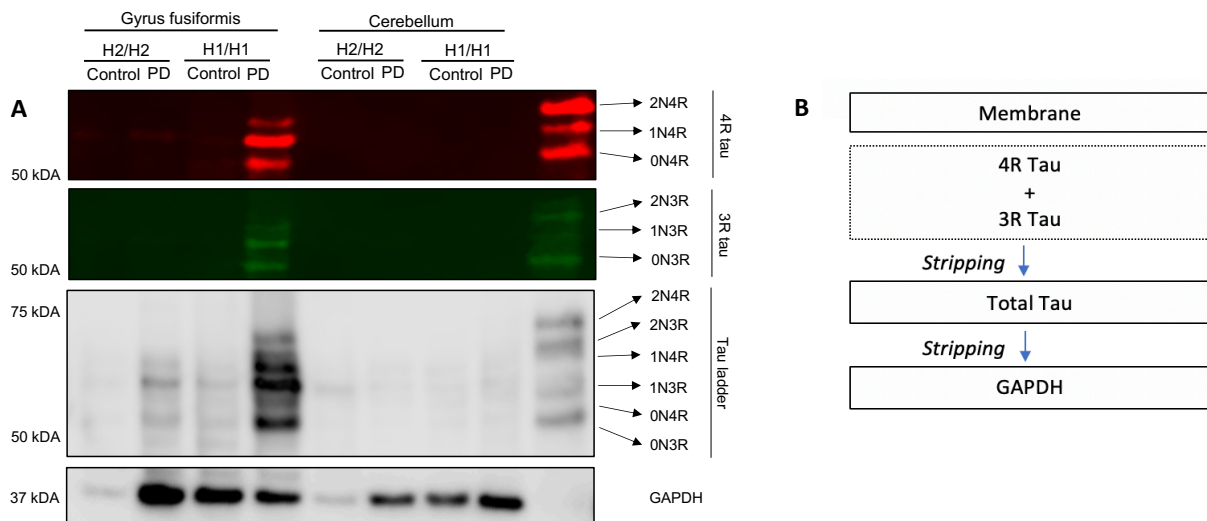 Gyrus fusiformis Cerebellum
H2/H2 H1/H1 H2/H2 H1/H1
Control PD Control PD Control PD Control PD
A
2N4R
1N4R
0N4R
4R tau
50 kDA
2N3R
1N3R
0N3R
3R tau
50 kDA
75 kDA
2N4R
2N3R
1N4R
1N3R
0N4R
0N3R
Tau ladder
50 kDA
37 kDA
GAPDH
B
Membrane
4R Tau
+
3R Tau
Stripping
Total Tau
Stripping
GAPDH